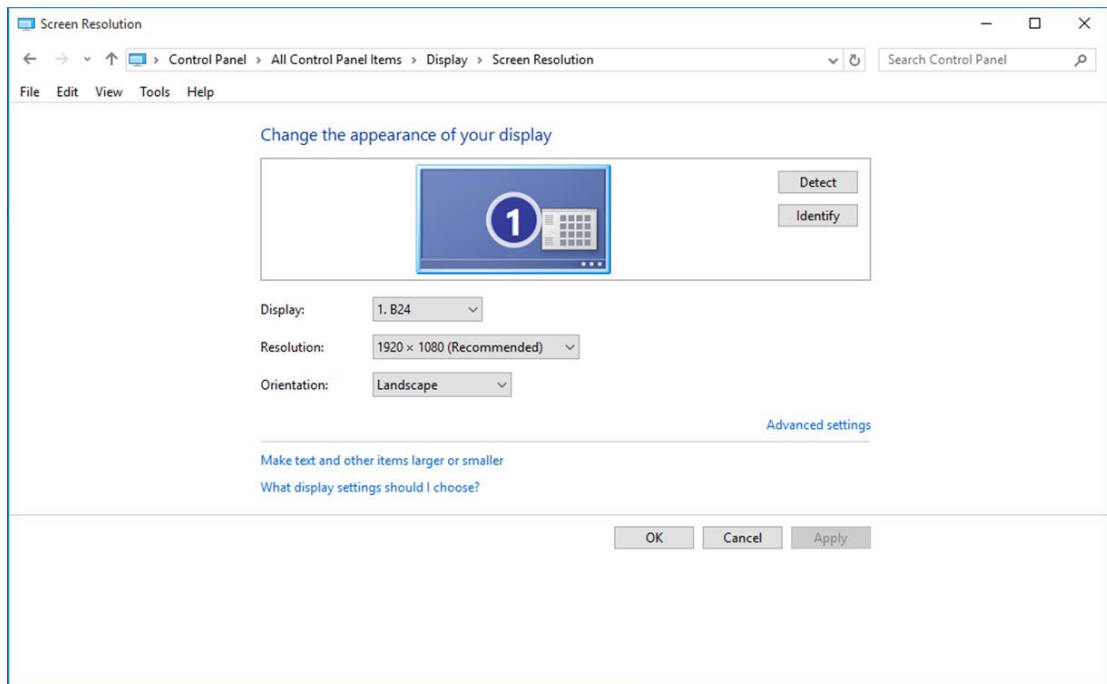 Screen Resolution
Control Panel > All Control Panel Items > Display > Screen Resolution
Search Control Panel
File Edit View Tools Help
Change the appearance of your display
1
Detect
Identify
Display: 1. B24
Resolution: 1920 × 1080 (Recommended)
Orientation: Landscape
Advanced settings
Make text and other items larger or smaller
What display settings should I choose?
OK Cancel Apply